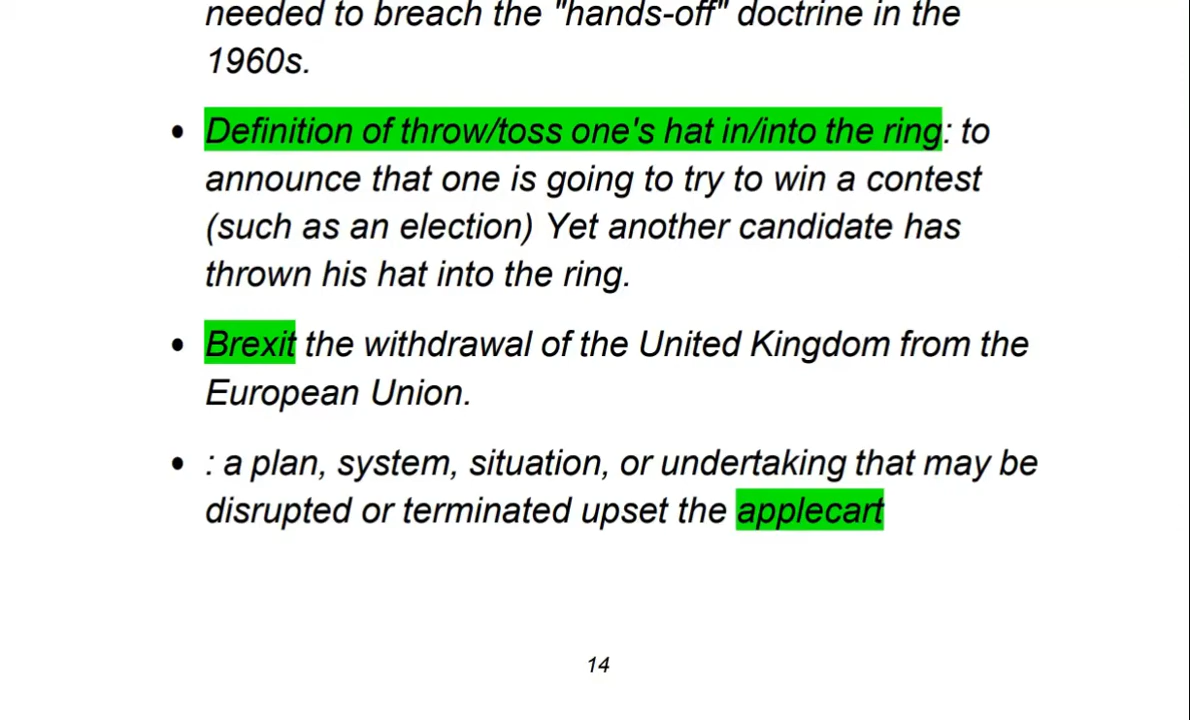 needed to breach the "hands-off" doctrine in the
1960s.
• Definition of throw/toss one's hat in/into the ring: to
announce that one is going to try to win a contest
(such as an election) Yet another candidate has
thrown his hat into the ring.
• Brexit the withdrawal of the United Kingdom from the
European Union.
• : a plan, system, situation, or undertaking that may be
disrupted or terminated upset the applecart
14